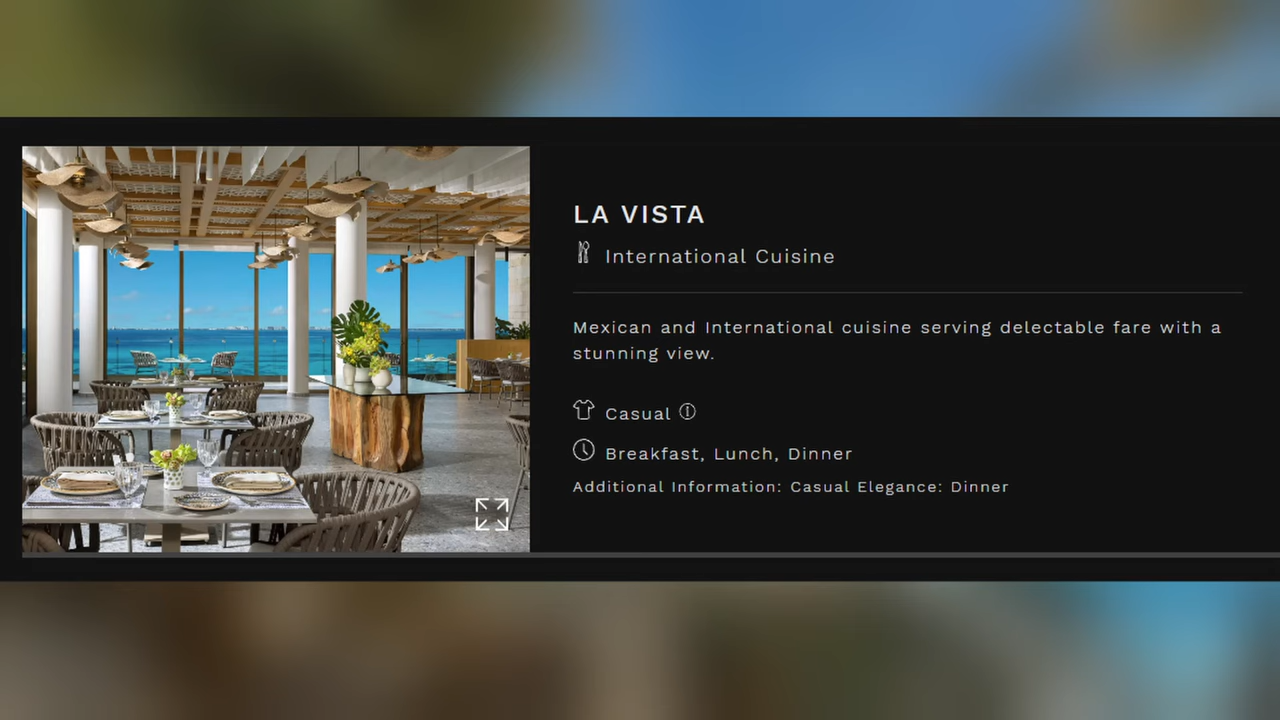 LA VISTA
International Cuisine
Mexican and International cuisine serving delectable fare with a
stunning view.
Casual
Breakfast, Lunch, Dinner
Additional Information: Casual Elegance: Dinner